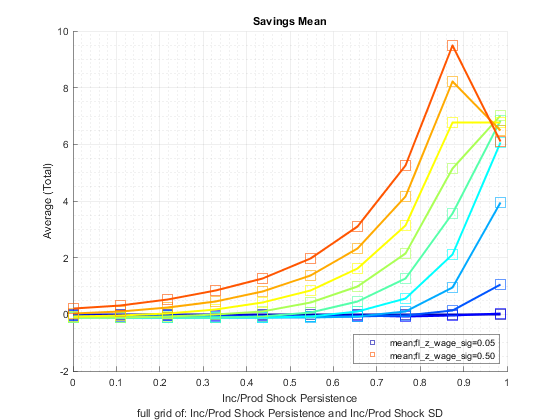 Savings Mean
10
8
6
4
2
0
-2
Average (Total)
mean;fl_z_wage_sig=0.05
mean;fl_z_wage_sig=0.50
0 0.1 0.2 0.3 0.4 0.5 0.6 0.7 0.8 0.9 1
Inc/Prod Shock Persistence
full grid of: Inc/Prod Shock Persistence and Inc/Prod Shock SD